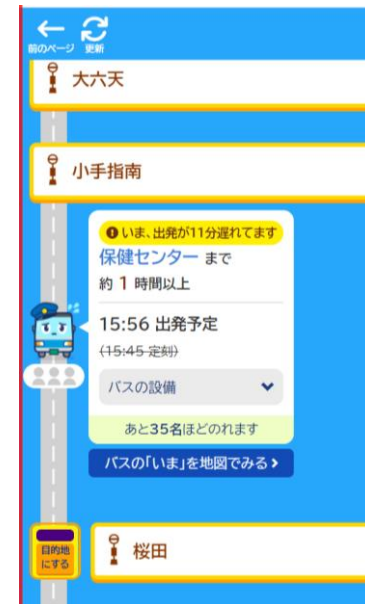 前のページ 更新
大六天
小手指南
いま、出発が11分遅れてます
保健センター まで
約 1 時間以上
15:56 出発予定
(15:45 定刻)
バスの設備
あと35名ほどのれます
バスの「いま」を地図でみる
目的地
にする
桜田